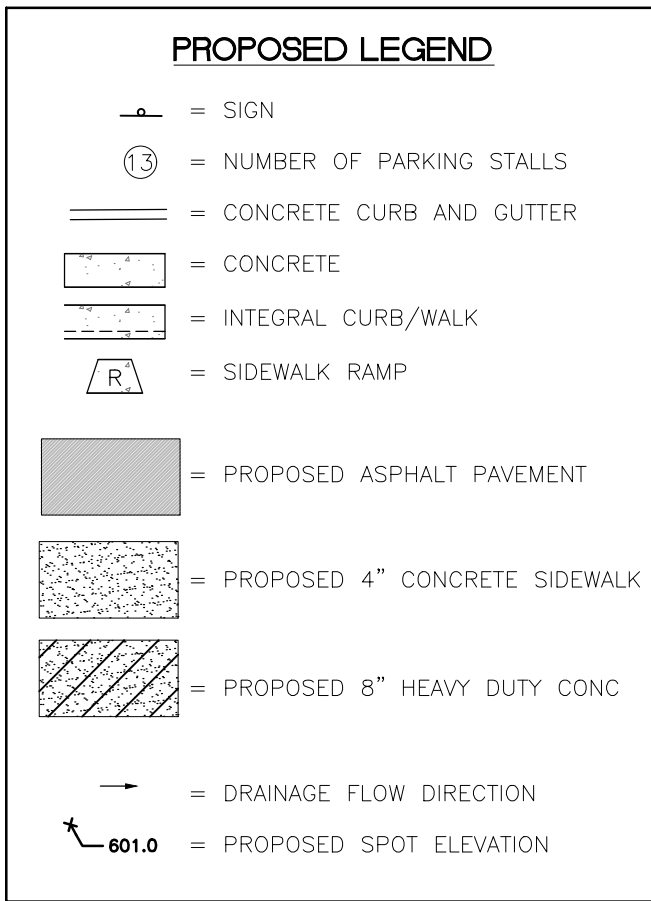 PROPOSED LEGEND
= SIGN
13 = NUMBER OF PARKING STALLS
= CONCRETE CURB AND GUTTER
= CONCRETE
= INTEGRAL CURB/WALK
R = SIDEWALK RAMP
= PROPOSED ASPHALT PAVEMENT
= PROPOSED 4” CONCRETE SIDEWALK
= PROPOSED 8” HEAVY DUTY CONC
= DRAINAGE FLOW DIRECTION
601.0 = PROPOSED SPOT ELEVATION